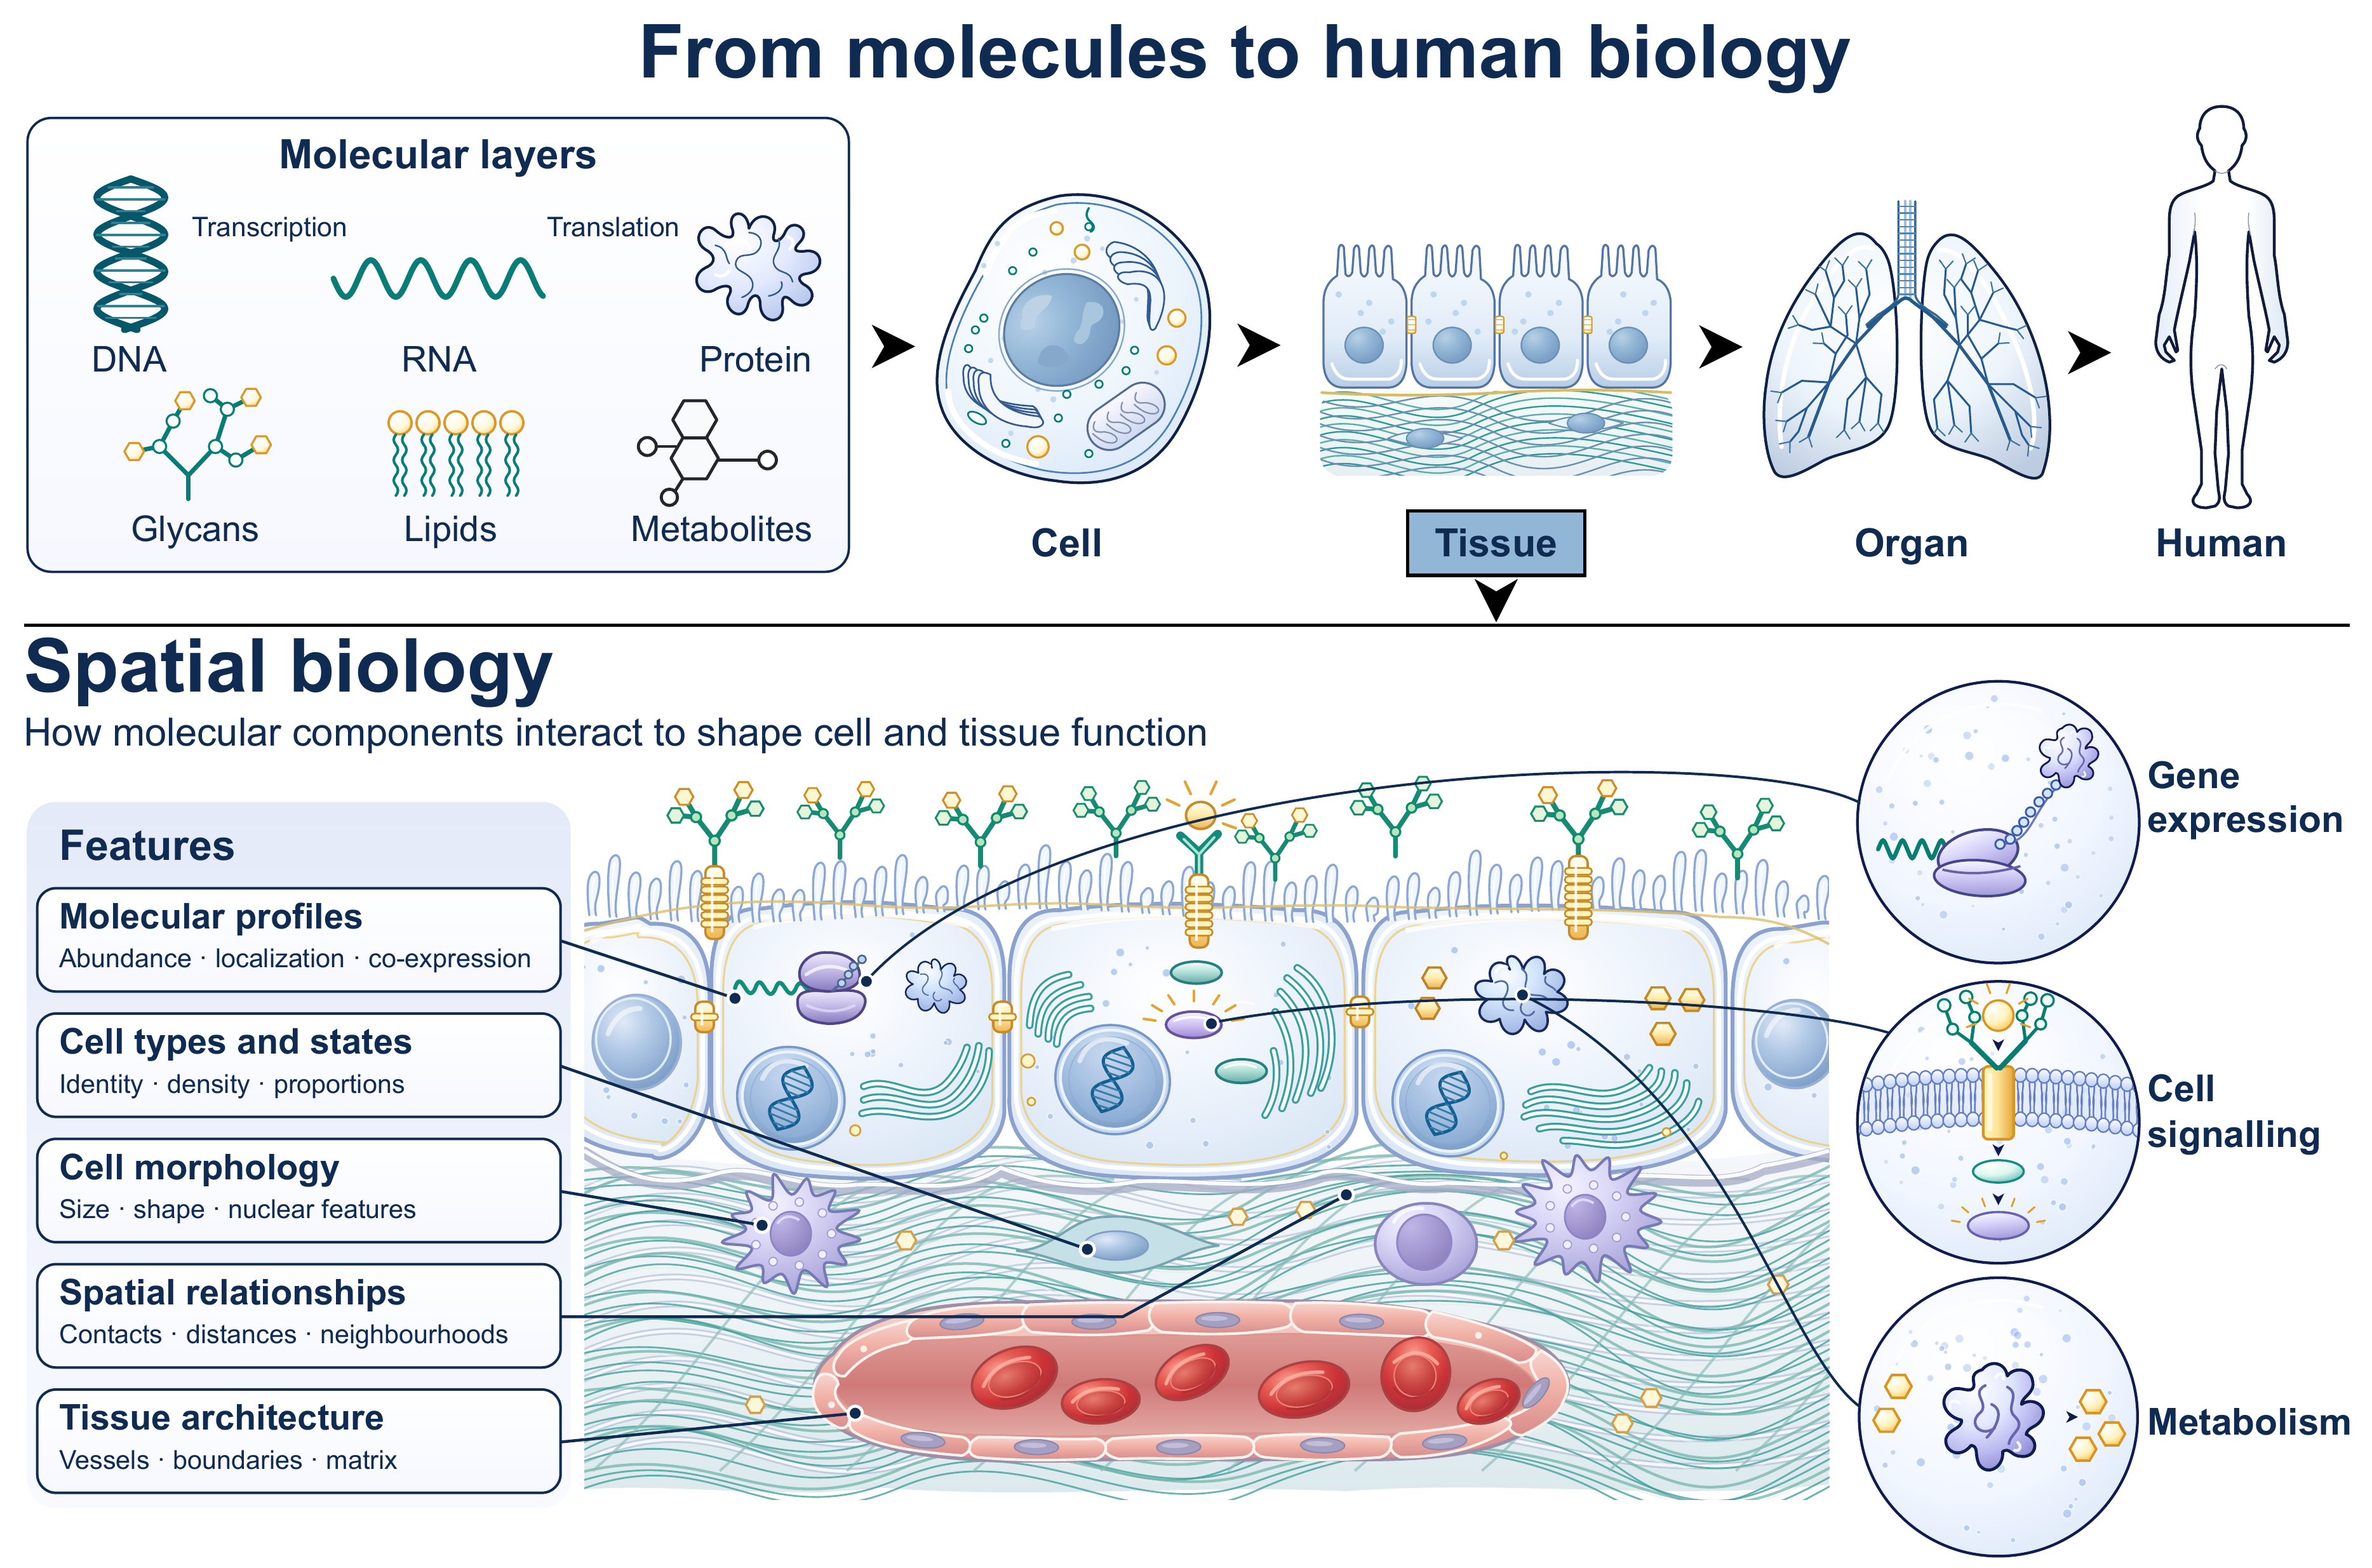 From molecules to human biology
Molecular layers
Transcription
Translation
DNA
RNA
Protein
Glycans
Lipids
Metabolites
Cell
Tissue
Organ
Human
Spatial biology
How molecular components interact to shape cell and tissue function
Features
Molecular profiles
Abundance · localization · co-expression
Cell types and states
Identity · density · proportions
Cell morphology
Size · shape · nuclear features
Spatial relationships
Contacts · distances · neighbourhoods
Tissue architecture
Vessels · boundaries · matrix
Gene
expression
Cell
signalling
Metabolism